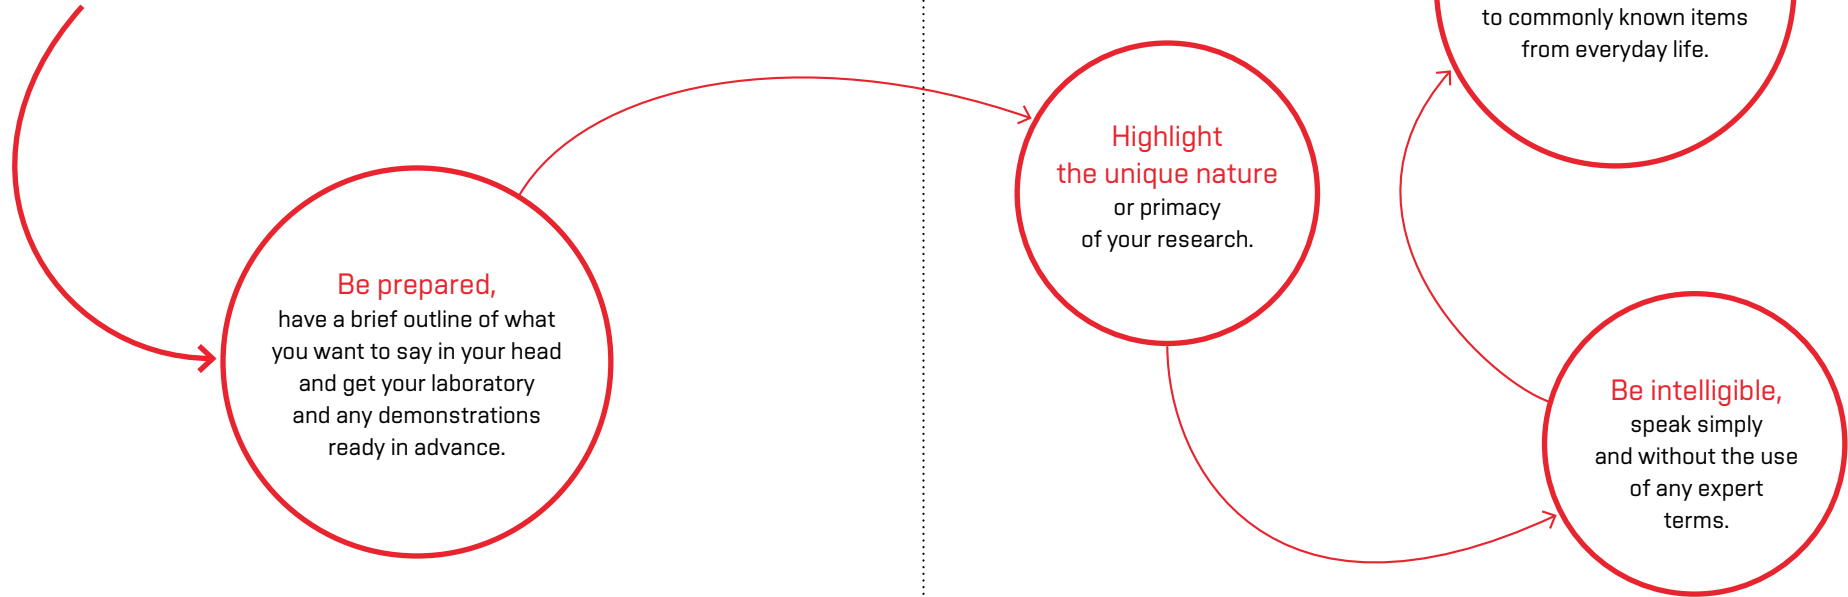 Be prepared,
have a brief outline of what
you want to say in your head
and get your laboratory
and any demonstrations
ready in advance.
Highlight
the unique nature
or primacy
of your research.
Be intelligible,
speak simply
and without the use
of any expert
terms.
to commonly known items
from everyday life.